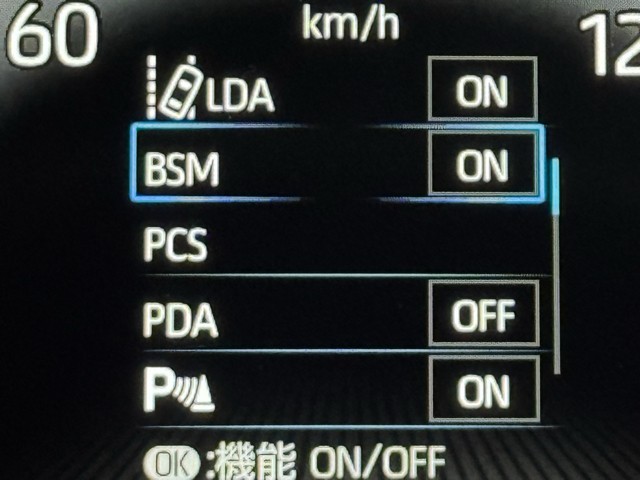 60 km/h 12
LDA ON
BSM ON
PCS
PDA OFF
P ON
OK:機能 ON/OFF